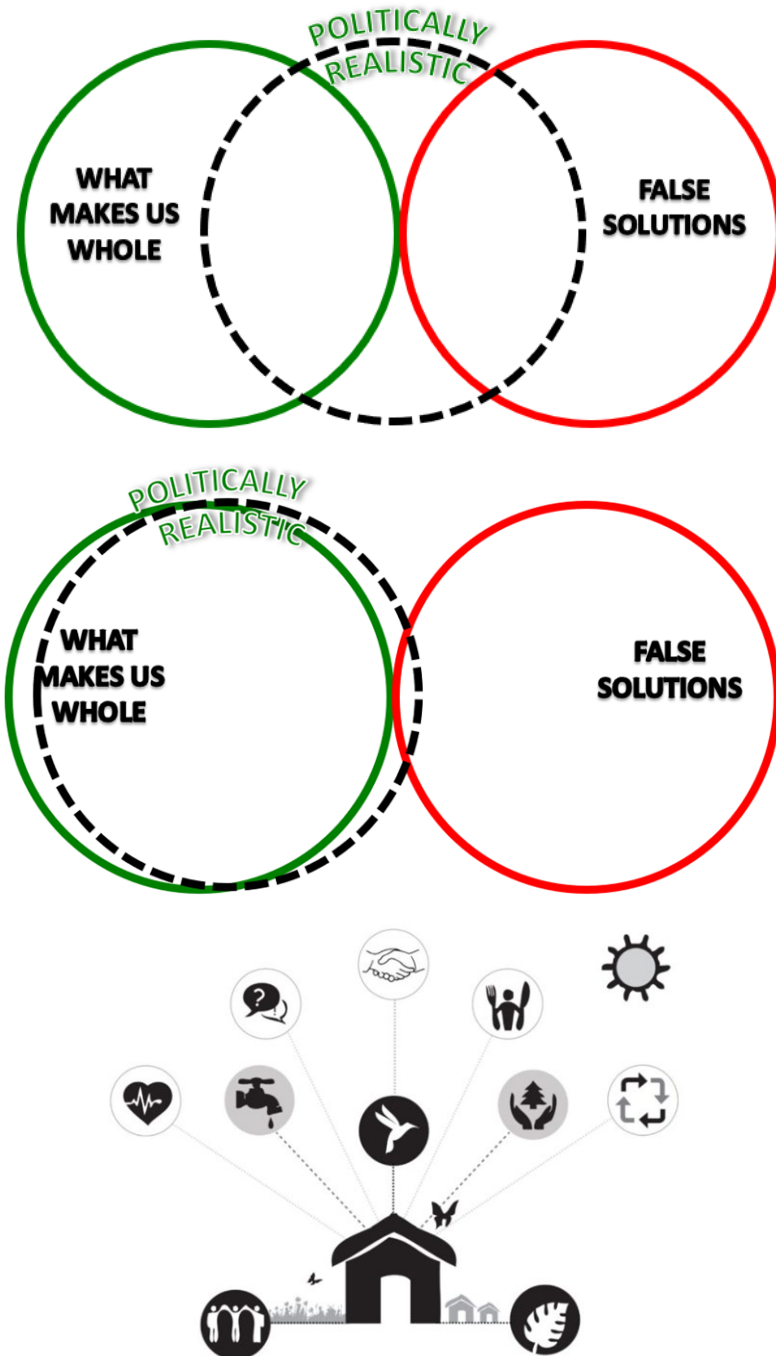 POLITICALLY
REALISTIC
WHAT
MAKES US
WHOLE
FALSE
SOLUTIONS
POLITICALLY
REALISTIC
WHAT
MAKES US
WHOLE
FALSE
SOLUTIONS
?